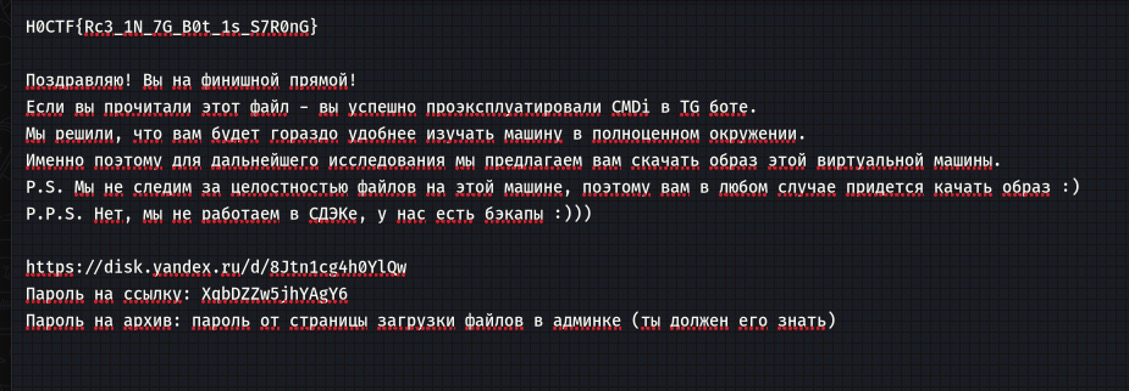 H0CTF{Rc3_1N_7G_B0t_1s_S7R0nG}
Поздравляю! Вы на финишной прямой!
Если вы прочитали этот файл - вы успешно проэксплуатировали CMDi в TG боте.
Мы решили, что вам будет гораздо удобнее изучать машину в полноценном окружении.
Именно поэтому для дальнейшего исследования мы предлагаем вам скачать образ этой виртуальной машины.
P.S. Мы не следим за целостностью файлов на этой машине, поэтому вам в любом случае придется качать образ :)
P.P.S. Нет, мы не работаем в СДЭКе, у нас есть бэкапы :)))
https://disk.yandex.ru/d/8Jtn1cg4h0YlQw
Пароль на ссылку: XqbDZZw5jhYAgY6
Пароль на архив: пароль от страницы загрузки файлов в админке (ты должен его знать)